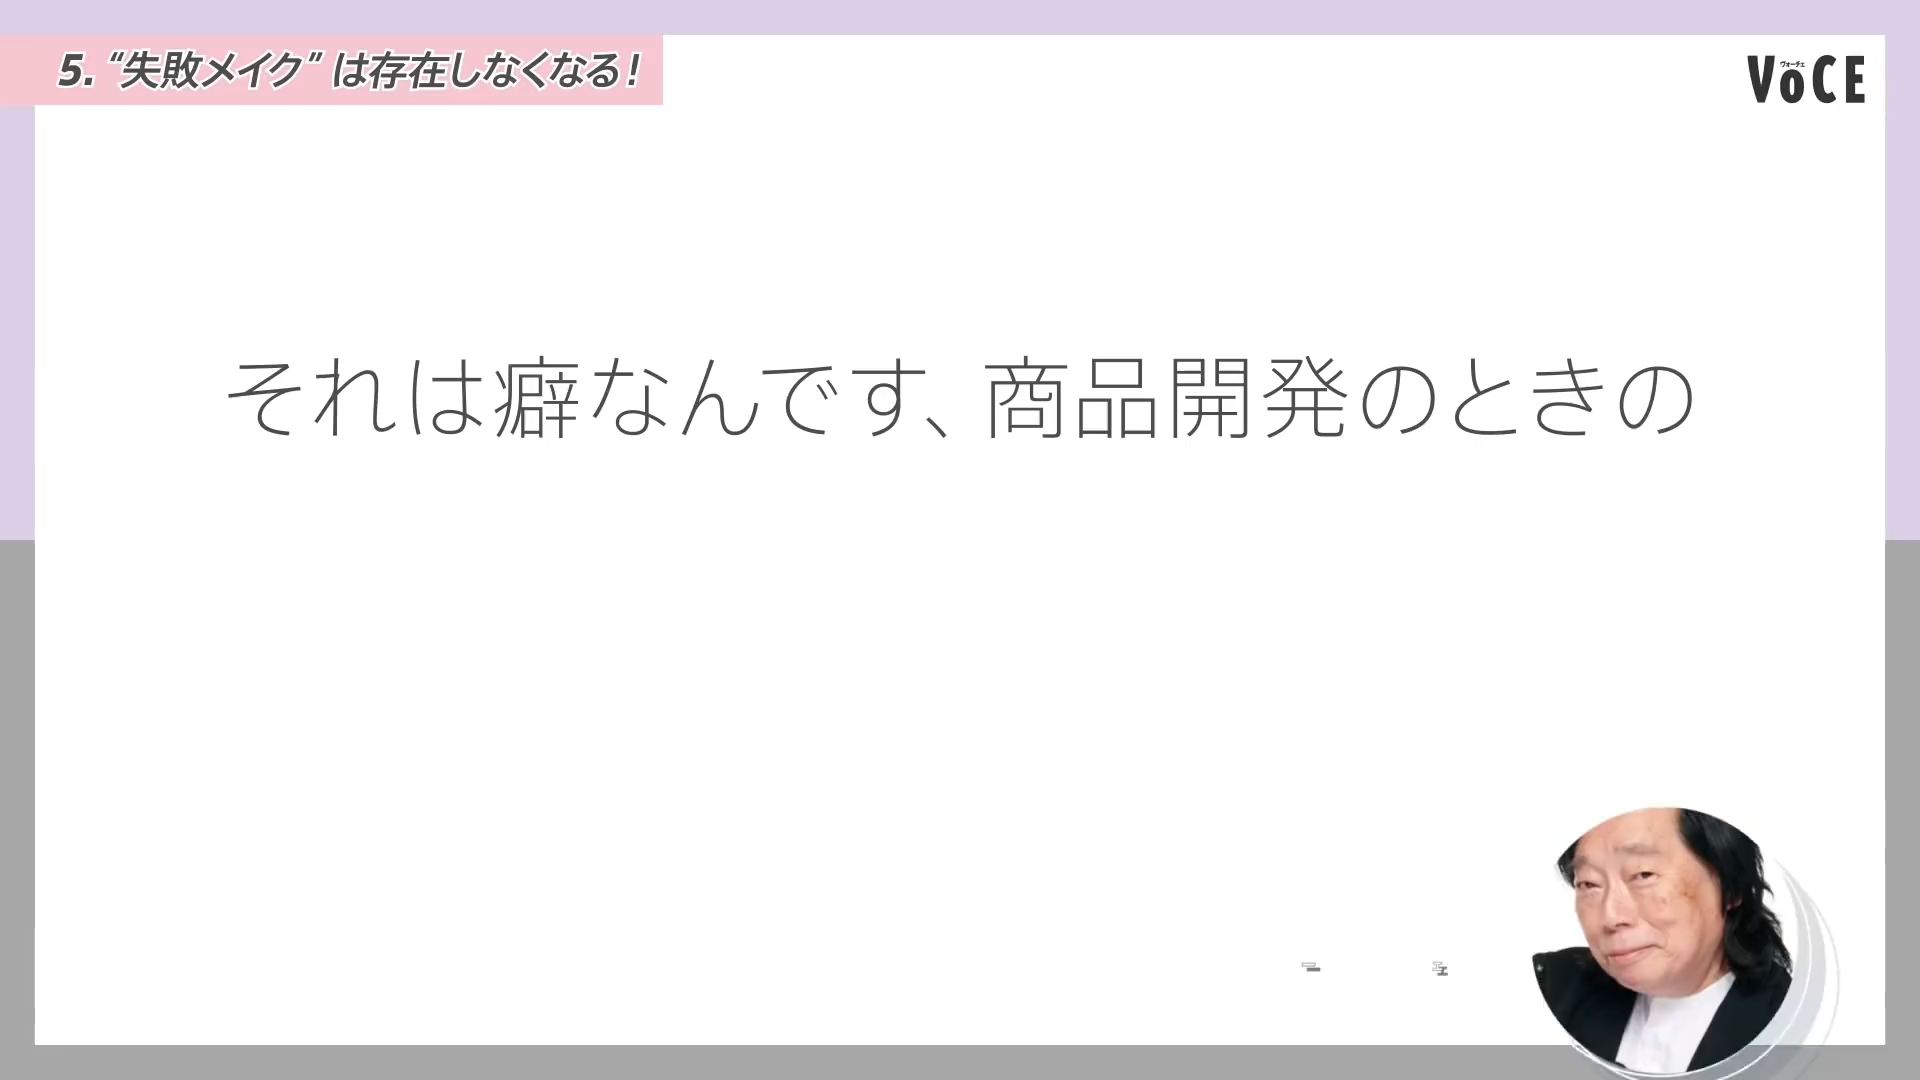 5. “失敗メイク”は存在しなくなる!
ヴォーチェ
VoCE
それは癖なんです、商品開発のときの